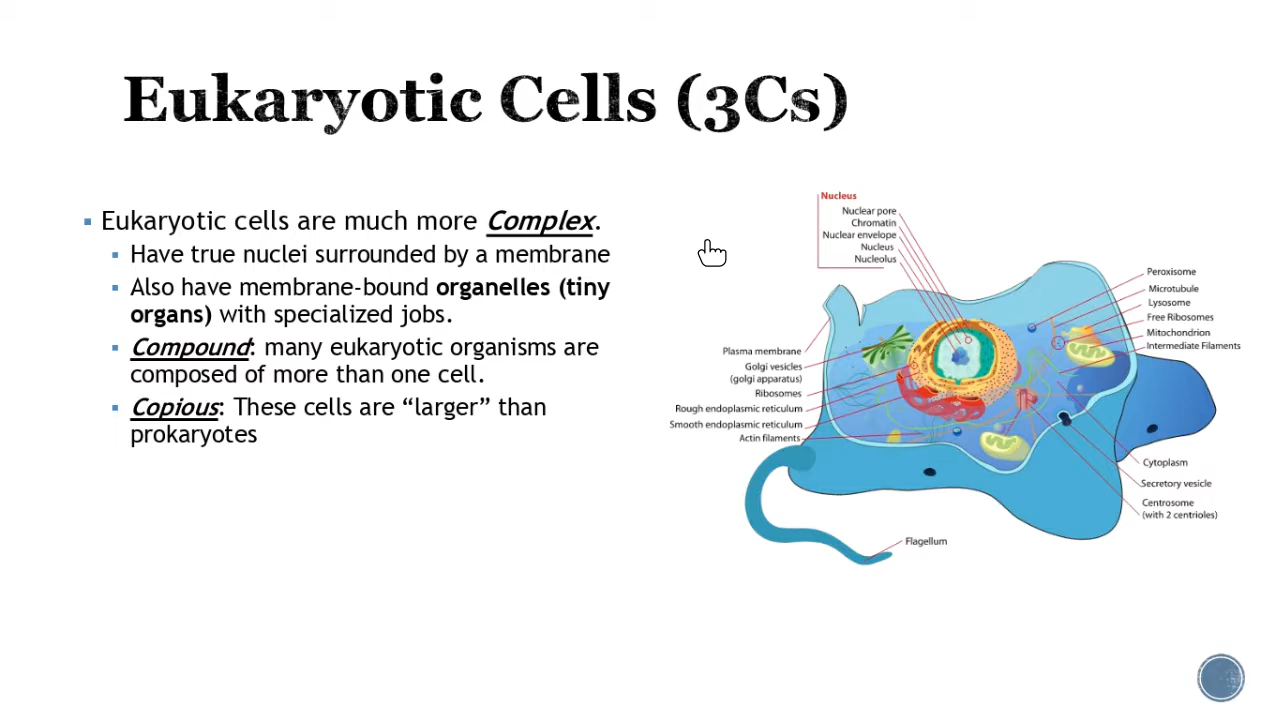 Eukaryotic Cells (3Cs)
▪ Eukaryotic cells are much more Complex.
▪ Have true nuclei surrounded by a membrane
▪ Also have membrane-bound organelles (tiny
organs) with specialized jobs.
▪ Compound: many eukaryotic organisms are
composed of more than one cell.
▪ Copious: These cells are “larger” than
prokaryotes
Nucleus
Nuclear pore
Chromatin
Nuclear envelope
Nucleus
Nucleolus
Plasma membrane
Golgi vesicles
(golgi apparatus)
Ribosomes
Rough endoplasmic reticulum
Smooth endoplasmic reticulum
Actin filaments
Peroxisome
Microtubule
Lysosome
Free Ribosomes
Mitochondrion
Intermediate Filaments
Cytoplasm
Secretory vesicle
Centrosome
(with 2 centrioles)
Flagellum